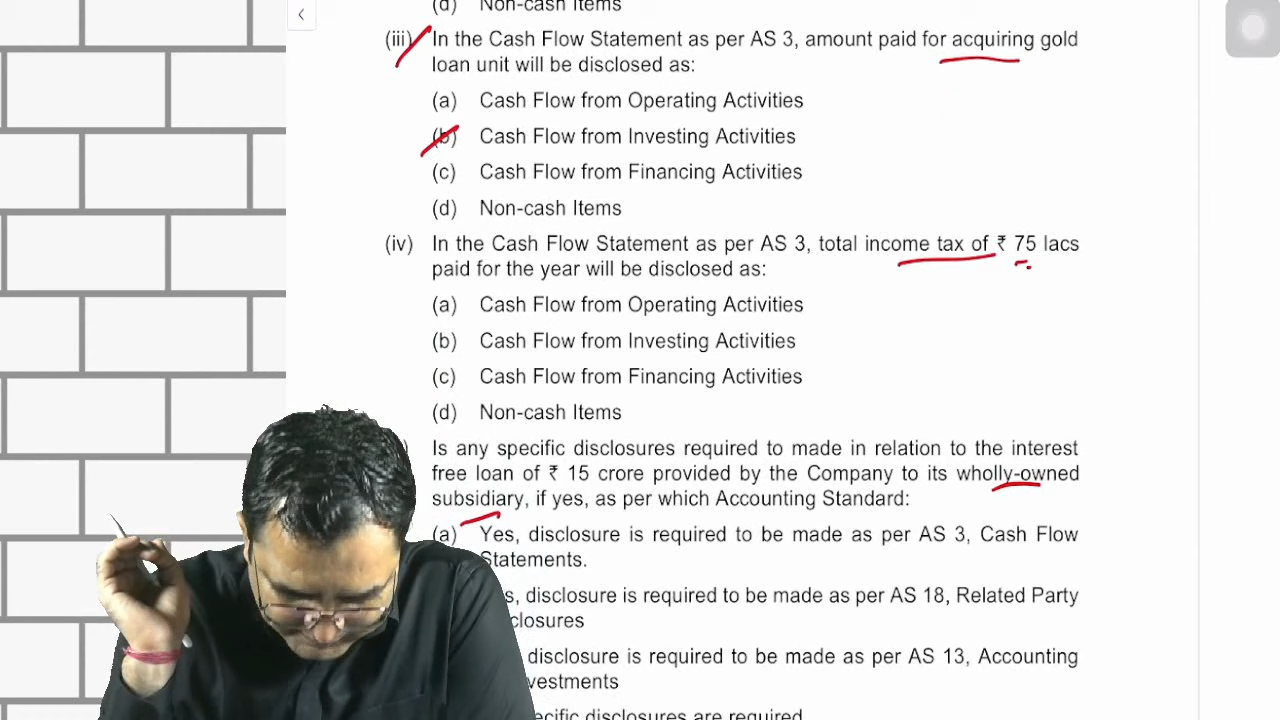 (d) Non-cash Items
(iii) In the Cash Flow Statement as per AS 3, amount paid for acquiring gold
loan unit will be disclosed as:
(a) Cash Flow from Operating Activities
(b) Cash Flow from Investing Activities
(c) Cash Flow from Financing Activities
(d) Non-cash Items
(iv) In the Cash Flow Statement as per AS 3, total income tax of ₹ 75 lacs
paid for the year will be disclosed as:
(a) Cash Flow from Operating Activities
(b) Cash Flow from Investing Activities
(c) Cash Flow from Financing Activities
(d) Non-cash Items
Is any specific disclosures required to made in relation to the interest
free loan of ₹ 15 crore provided by the Company to its wholly-owned
subsidiary, if yes, as per which Accounting Standard:
(a) Yes, disclosure is required to be made as per AS 3, Cash Flow
Statements.
disclosure is required to be made as per AS 18, Related Party
disclosure is required to be made as per AS 13, Accounting
disclosures are required